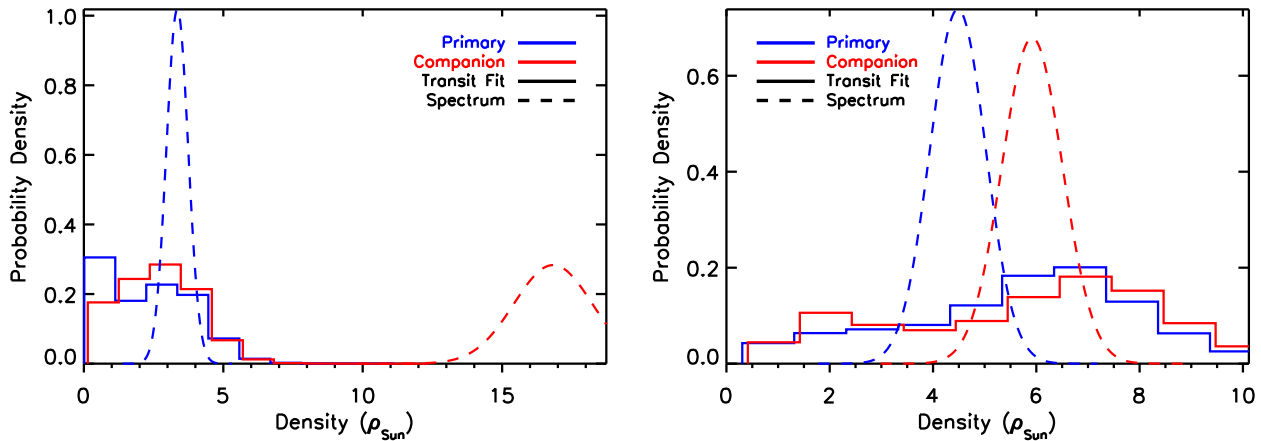 1.0
0.8
0.6
0.4
0.2
0.0
Probability Density
Primary
Companion
Transit Fit
Spectrum
0 5 10 15
Density (ρSun)
0.6
0.4
0.2
0.0
Probability Density
Primary
Companion
Transit Fit
Spectrum
0 2 4 6 8 10
Density (ρSun)